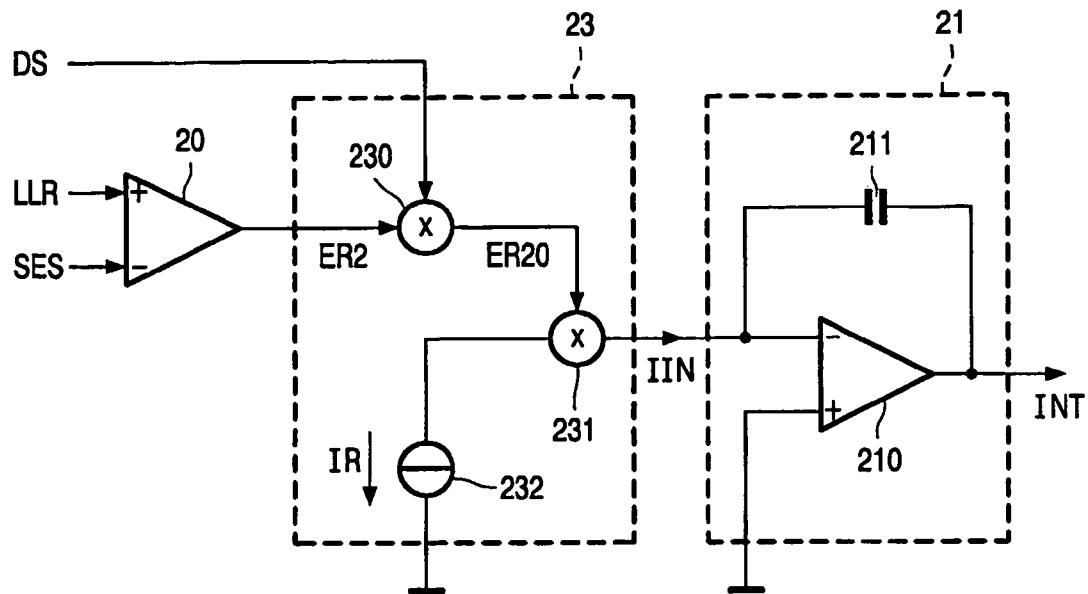 23
21
DS
20
230
211
LLR
+
X
SES
−
ER2
ER20
X
IIN
−
231
+
INT
IR
232
210